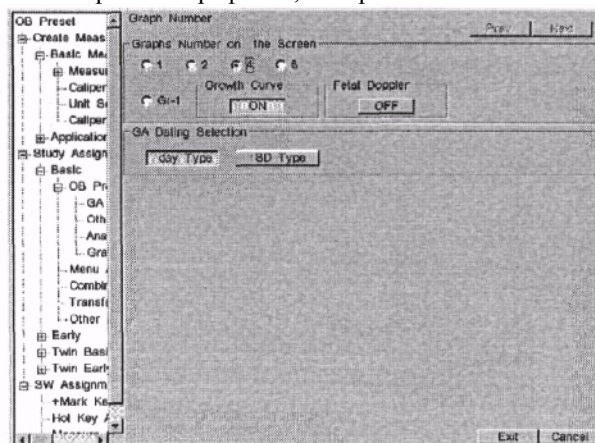 OB Preset
Create Meas
Basic Mea
Measur
Caliper
Unit S
Caliper
Application
Study Assign
Basic
OB Pr
GA
Oth
Ana
Gra
Menu
Combin
Transfe
Other
Early
Twin Basi
Twin Earl
SW Assignm
+Mark Ke
Hot Key
Graph Number
Prev Next
Graphs Number on the Screen
1 2 4 6
Gr-1
Growth Curve
ON
Fetal Doppler
OFF
GA Dating Selection
day Type SD Type
Exit Cancel